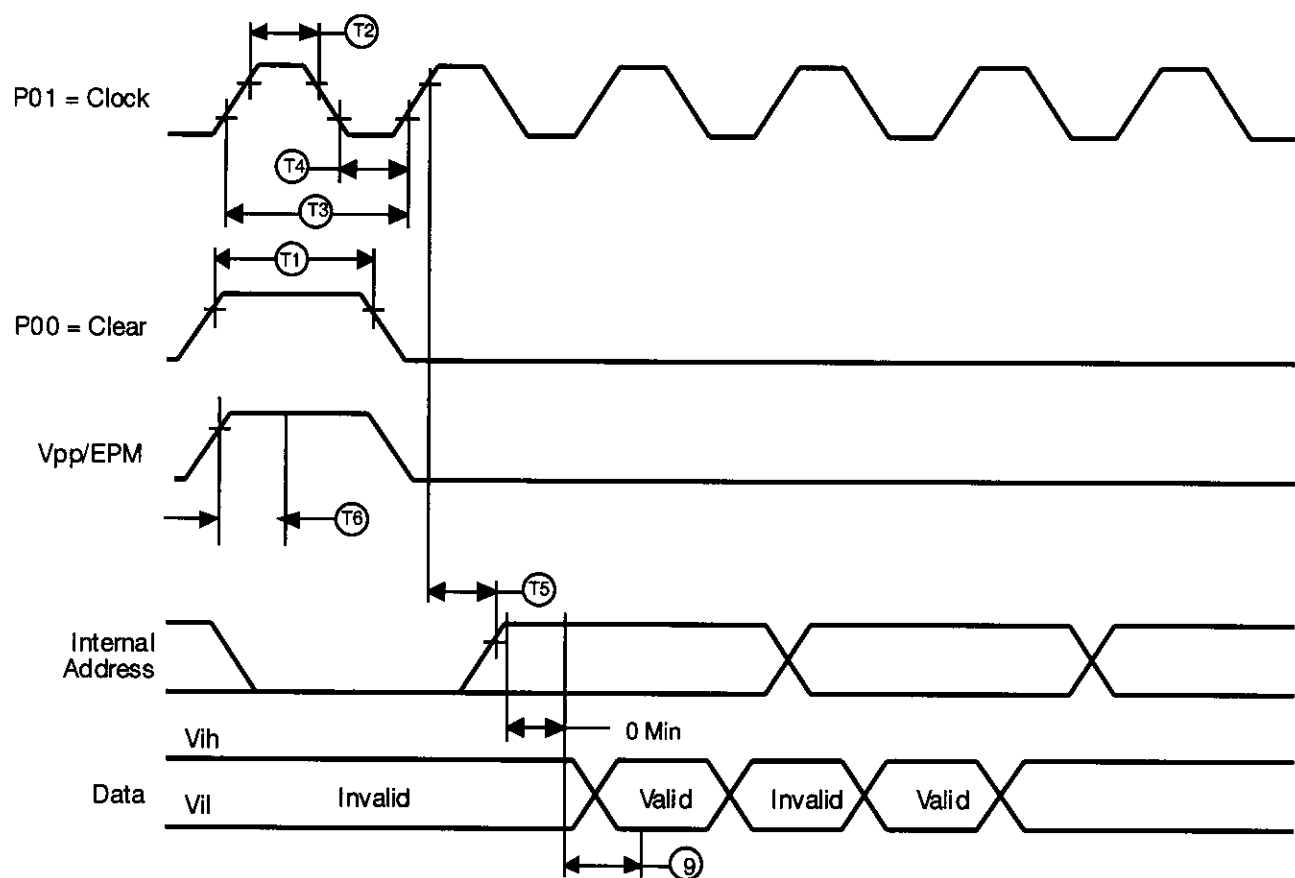 T2
P01 = Clock
T4
T3
T1
P00 = Clear
Vpp/EPM
T6
T5
Internal
Address
0 Min
Vih
Data
Vil
Invalid
Valid
Invalid
Valid
9